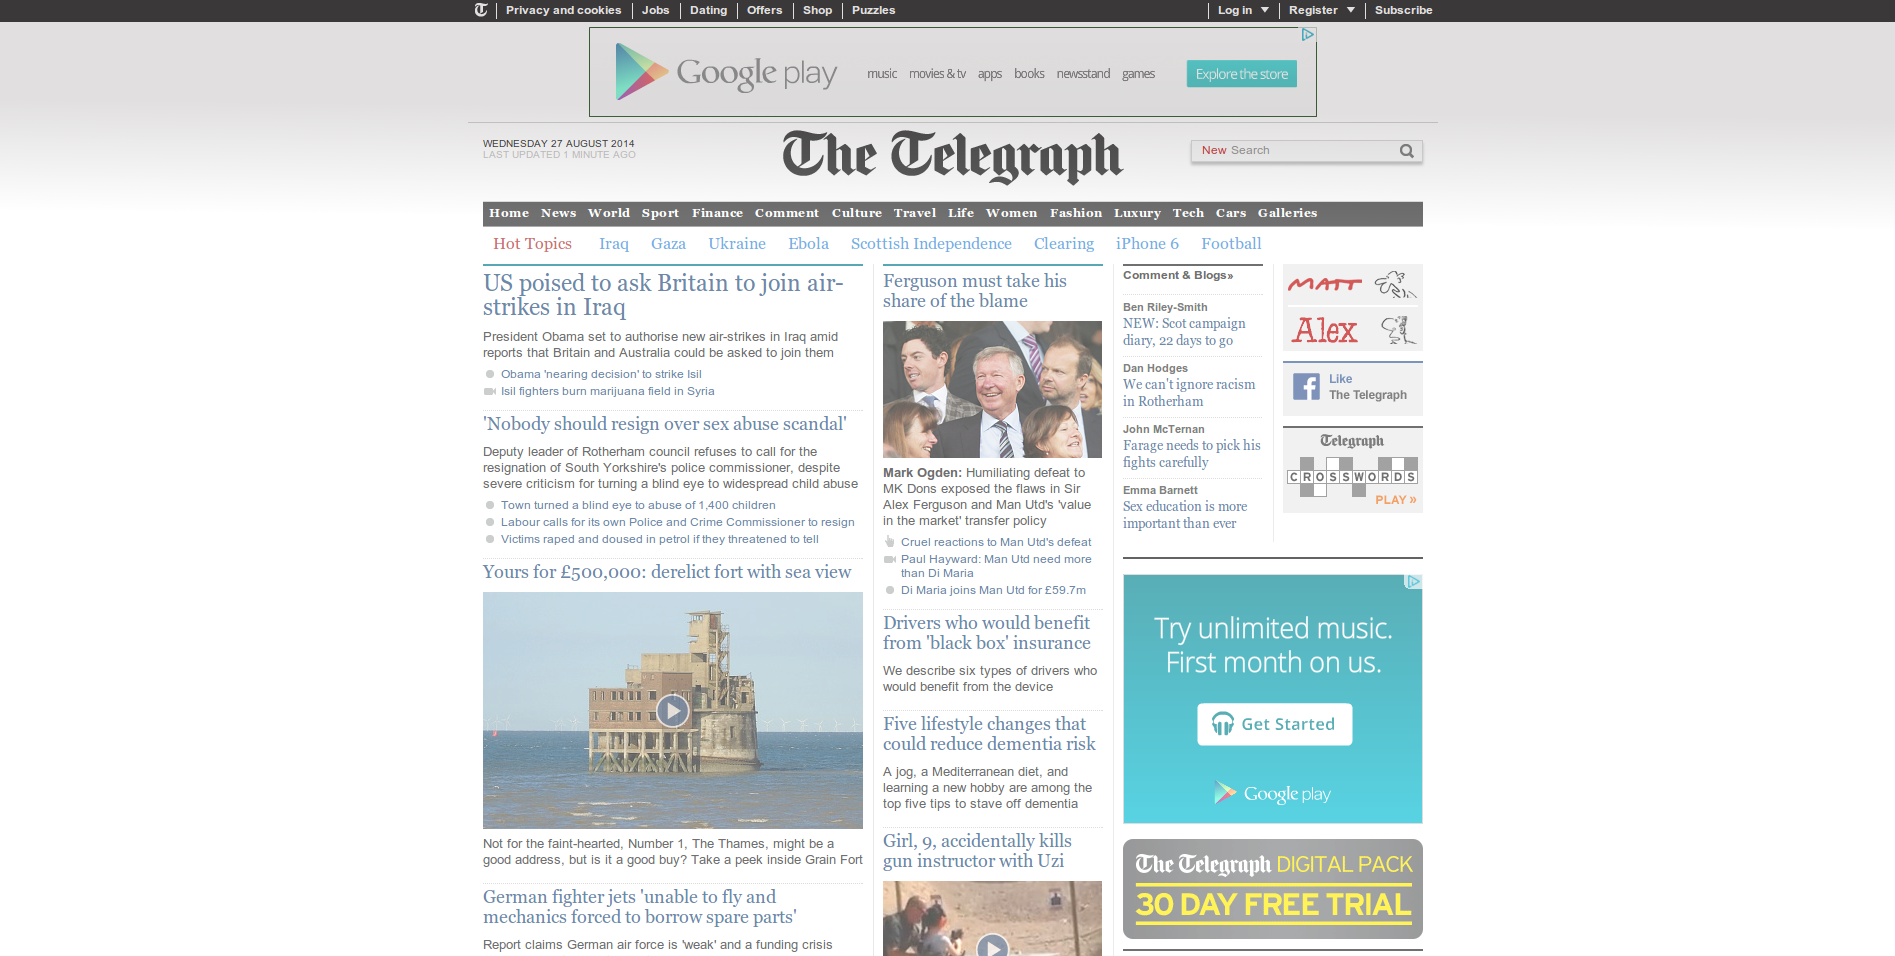 Privacy and cookies
Jobs
Dating
Offers
Shop
Puzzles
Log in
Register
Subscribe
Google play
music movies & tv apps books newsstand games
Explore the store
WEDNESDAY 27 AUGUST 2014
LAST UPDATED 1 MINUTE AGO
The Telegraph
New Search
Home News World Sport Finance Comment Culture Travel Life Women Fashion Luxury Tech Cars Galleries
Hot Topics Iraq Gaza Ukraine Ebola Scottish Independence Clearing iPhone 6 Football
US poised to ask Britain to join air-
strikes in Iraq
President Obama set to authorise new air-strikes in Iraq amid
reports that Britain and Australia could be asked to join them
Obama 'nearing decision' to strike Isil
Isil fighters burn marijuana field in Syria
'Nobody should resign over sex abuse scandal'
Deputy leader of Rotherham council refuses to call for the
resignation of South Yorkshire's police commissioner, despite
severe criticism for turning a blind eye to widespread child abuse
Town turned a blind eye to abuse of 1,400 children
Labour calls for its own Police and Crime Commissioner to resign
Victims raped and doused in petrol if they threatened to tell
Yours for £500,000: derelict fort with sea view
Not for the faint-hearted, Number 1, The Thames, might be a
good address, but is it a good buy? Take a peek inside Grain Fort
German fighter jets 'unable to fly and
mechanics forced to borrow spare parts'
Report claims German air force is 'weak' and a funding crisis
Ferguson must take his
share of the blame
Mark Ogden: Humiliating defeat to
MK Dons exposed the flaws in Sir
Alex Ferguson and Man Utd's 'value
in the market' transfer policy
Cruel reactions to Man Utd's defeat
Paul Hayward: Man Utd need more
than Di Maria
Di Maria joins Man Utd for £59.7m
Drivers who would benefit
from 'black box' insurance
We describe six types of drivers who
would benefit from the device
Five lifestyle changes that
could reduce dementia risk
A jog, a Mediterranean diet, and
learning a new hobby are among the
top five tips to stave off dementia
Girl, 9, accidentally kills
gun instructor with Uzi
Comment & Blogs»
Ben Riley-Smith
NEW: Scot campaign
diary, 22 days to go
Dan Hodges
We can't ignore racism
in Rotherham
John McTernan
Farage needs to pick his
fights carefully
Emma Barnett
Sex education is more
important than ever
MATT
Alex
Like
The Telegraph
Telegraph
CROSSWORDS
PLAY »
Try unlimited music.
First month on us.
Get Started
Google play
The Telegraph DIGITAL PACK
30 DAY FREE TRIAL